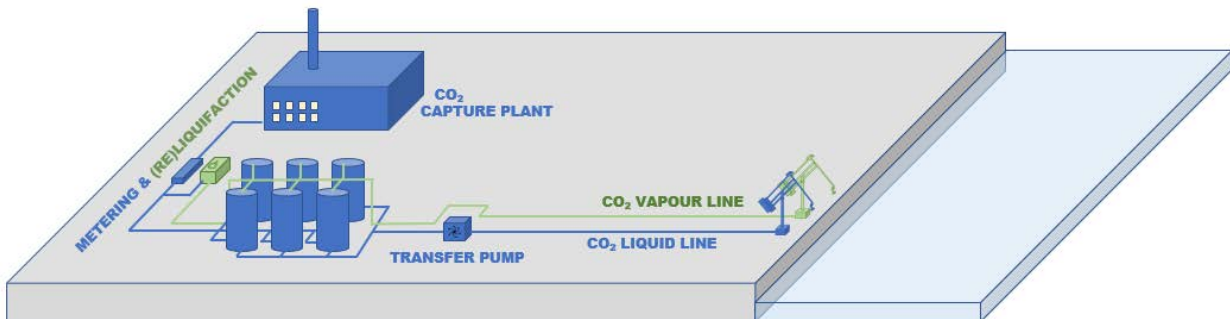 CO₂
CAPTURE PLANT
METERING & (RE)LIQUIFACTION
CO₂ VAPOUR LINE
CO₂ LIQUID LINE
TRANSFER PUMP